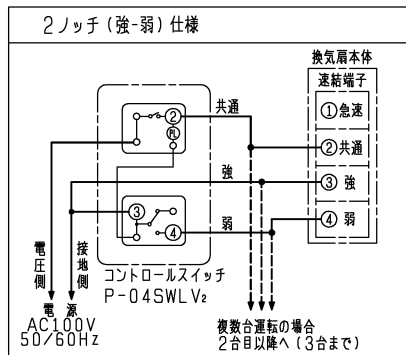 2ノッチ(強-弱)仕様
換気扇本体
速結端子
①急速
②共通
③ 強
④ 弱
共通
強
弱
②
PL
③
④
コントロールスイッチ
P-04SWLV₂
電圧側
接地側
電 源
AC100V
50/60Hz
複数台運転の場合
2台目以降へ(3台まで)